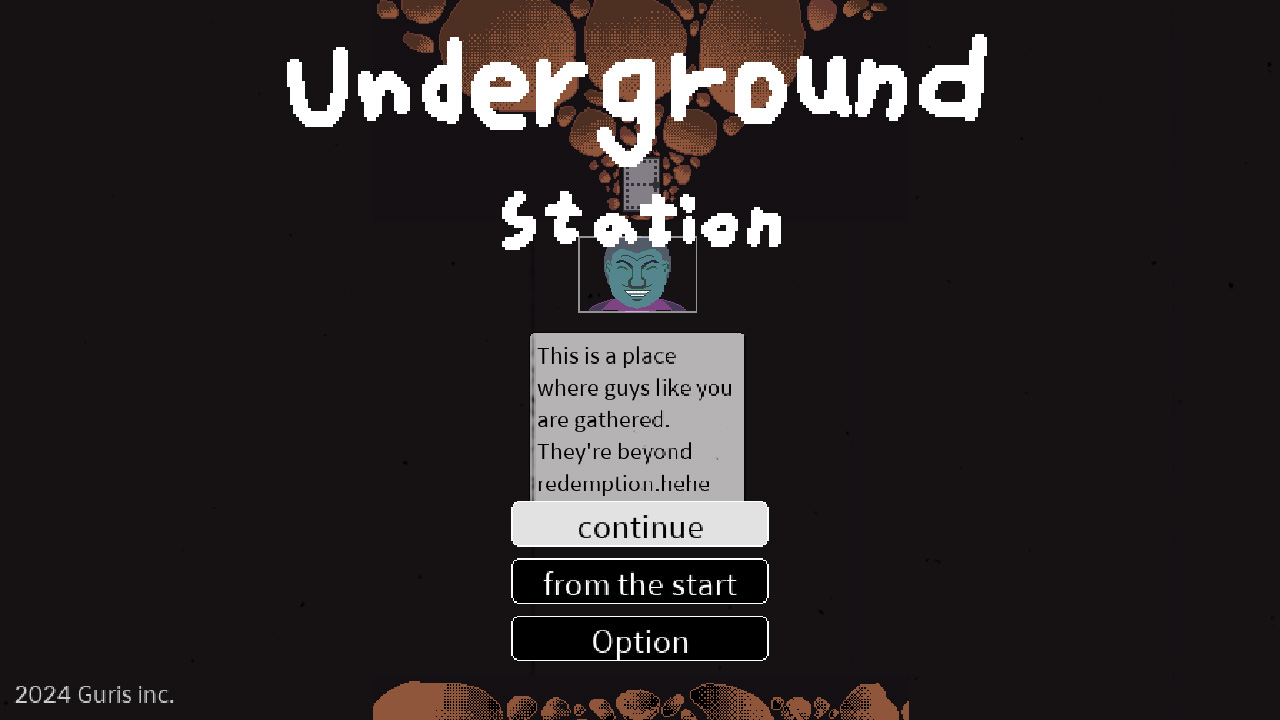 Underground
Station
This is a place
where guys like you
are gathered.
They're beyond
redemption.hehe
continue
from the start
Option
2024 Guris inc.